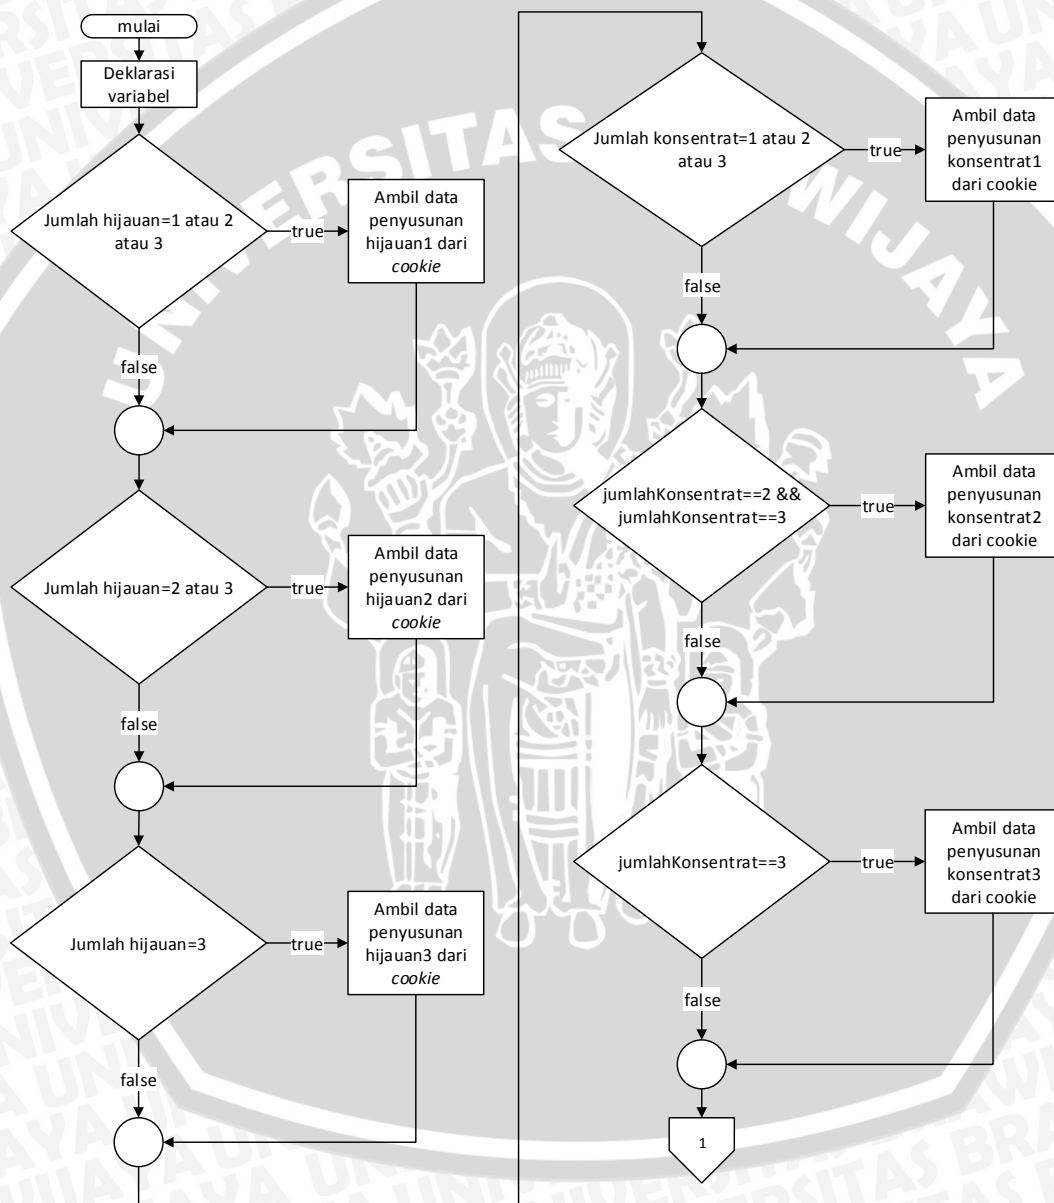 mulai
Deklarasi
variabel
Jumlah hijauan=1 atau 2
atau 3
true
Ambil data
penyusunan
hijauan1 dari
cookie
false
Jumlah hijauan=2 atau 3
true
Ambil data
penyusunan
hijauan2 dari
cookie
false
Jumlah hijauan=3
true
Ambil data
penyusunan
hijauan3 dari
cookie
false
Jumlah konsentrat=1 atau 2
atau 3
true
Ambil data
penyusunan
konsentrat1
dari cookie
false
jumlahKonsentrat==2 &&
jumlahKonsentrat==3
true
Ambil data
penyusunan
konsentrat2
dari cookie
false
jumlahKonsentrat==3
true
Ambil data
penyusunan
konsentrat3
dari cookie
false
1
UNIVERSITAS
WIJAYA